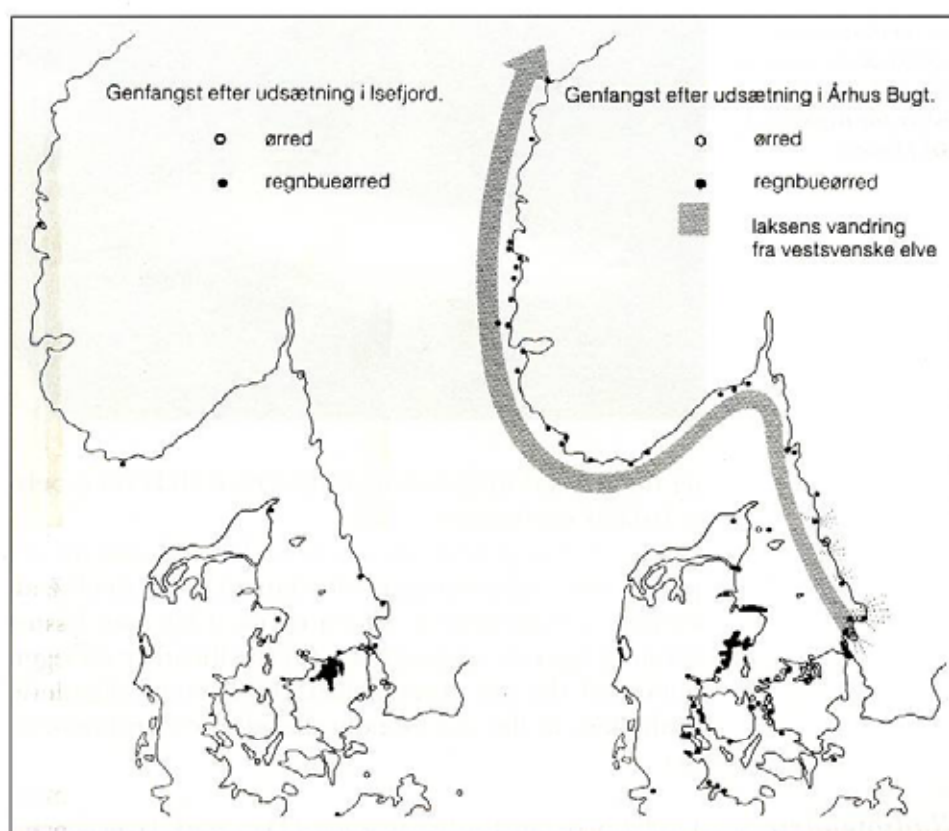 Genfangst efter udsætning i Isefjord.
ørred
regnbueørred
Genfangst efter udsætning i Århus Bugt.
ørred
regnbueørred
laksens vandring
fra vestsvenske elve